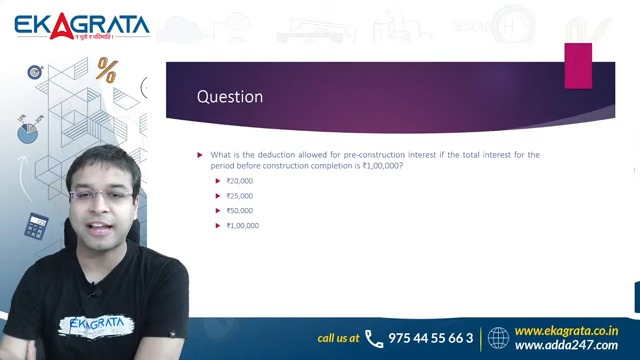 EKAGRATA
Question
What is the deduction allowed for pre-construction interest if the total interest for the
period before construction completion is ₹1,00,000?
₹20,000
₹25,000
₹50,000
₹1,00,000
EKAGRATA
call us at 975 44 55 66 3
www.ekagrata.co.in
www.adda247.com